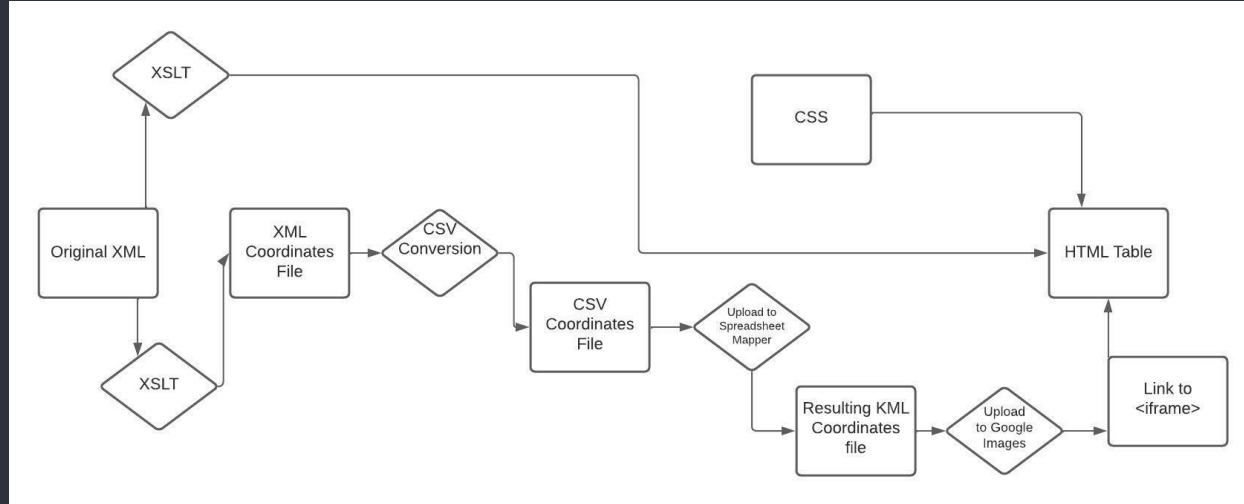 XSLT
CSS
Original XML
XML
Coordinates
File
CSV
Conversion
HTML Table
CSV
Coordinates
File
Upload to
Spreadsheet
Mapper
XSLT
Resulting KML
Coordinates
file
Upload
to Google
Images
Link to
<iframe>